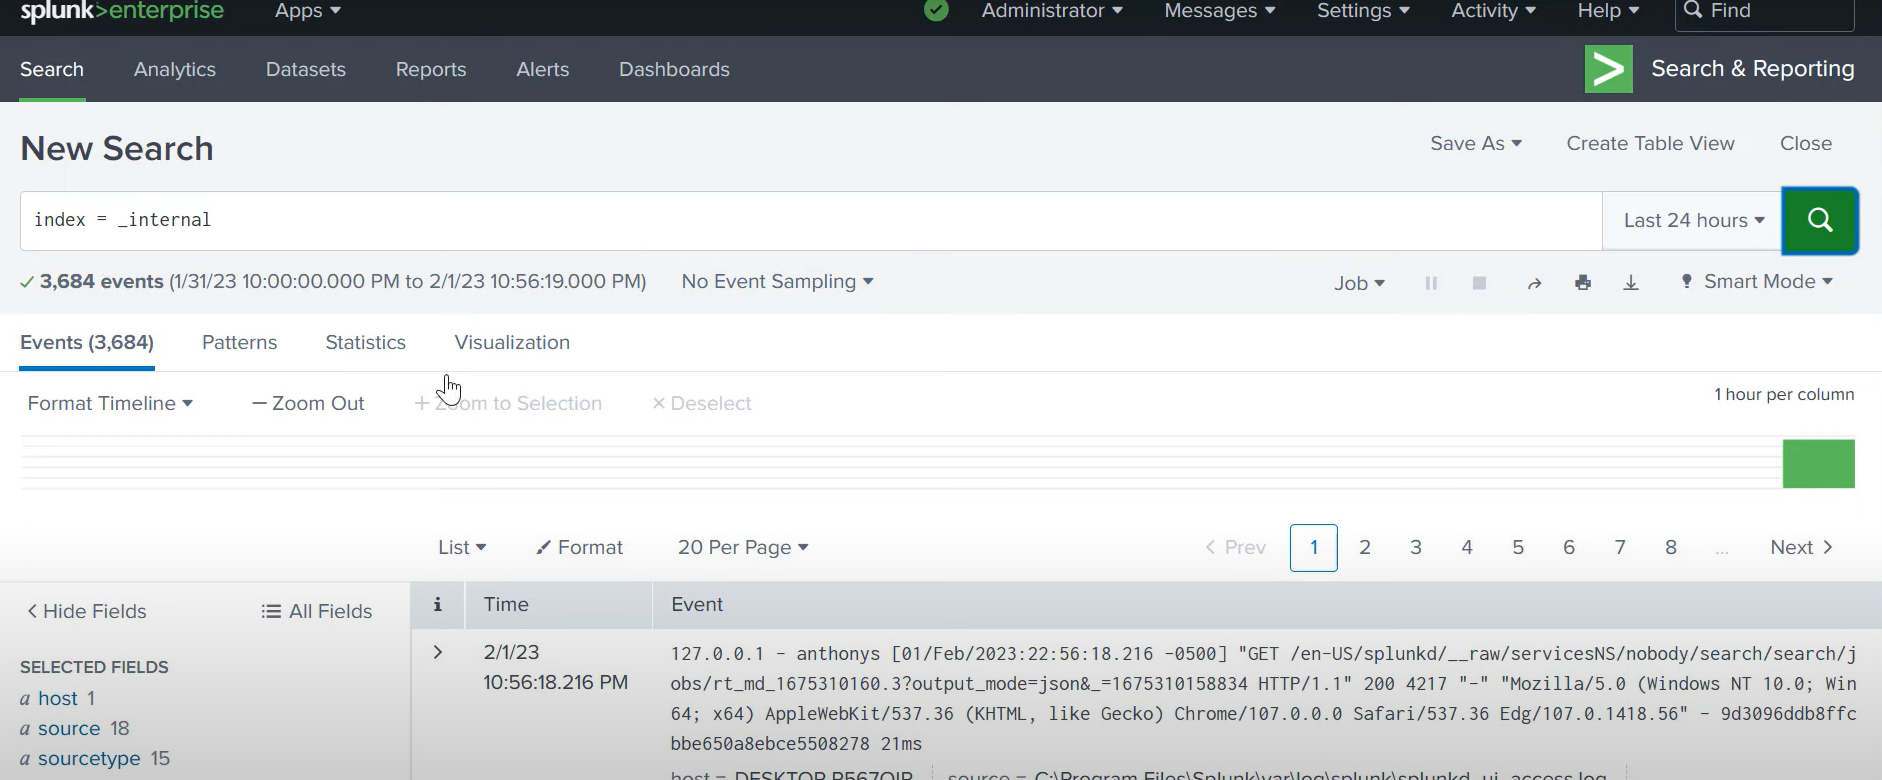 splunk>enterprise Apps Administrator Messages Settings Activity Help Find
Search Analytics Datasets Reports Alerts Dashboards Search & Reporting
New Search Save As Create Table View Close
index = _internal Last 24 hours
3,684 events (1/31/23 10:00:00.000 PM to 2/1/23 10:56:19.000 PM) No Event Sampling Job Smart Mode
Events (3,684) Patterns Statistics Visualization
Format Timeline — Zoom Out + Zoom to Selection × Deselect 1 hour per column
List Format 20 Per Page < Prev 1 2 3 4 5 6 7 8 ... Next >
< Hide Fields All Fields i Time Event
SELECTED FIELDS
a host 1
a source 18
a sourcetype 15
> 2/1/23
10:56:18.216 PM
127.0.0.1 - anthonys [01/Feb/2023:22:56:18.216 -0500] "GET /en-US/splunkd/__raw/servicesNS/nobody/search/search/j
obs/rt_md_1675310160.3?output_mode=json&_=1675310158834 HTTP/1.1" 200 4217 "-" "Mozilla/5.0 (Windows NT 10.0; Win
64; x64) AppleWebKit/537.36 (KHTML, like Gecko) Chrome/107.0.0.0 Safari/537.36 Edg/107.0.1418.56" - 9d3096ddb8ffc
bbe650a8ebce5508278 21ms
host = DESKTOP-R567OIP source = C:\Program Files\Splunk\var\log\splunk\splunkd_ui_access.log